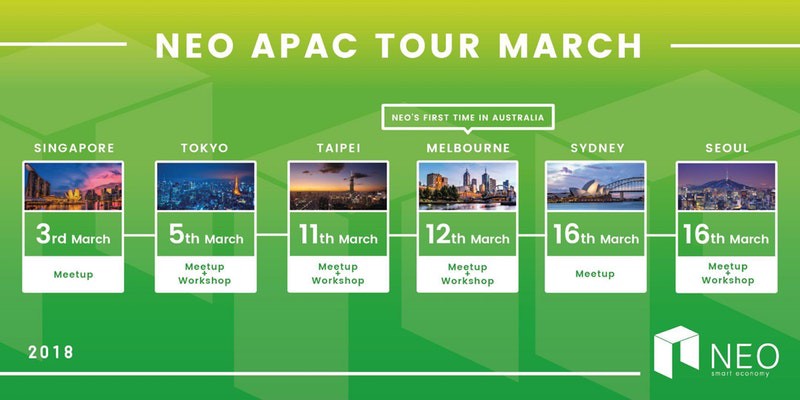 NEO APAC TOUR MARCH
NEO'S FIRST TIME IN AUSTRALIA
SINGAPORE
3rd March
Meetup
TOKYO
5th March
Meetup
+
Workshop
TAIPEI
11th March
Meetup
+
Workshop
MELBOURNE
12th March
Meetup
+
Workshop
SYDNEY
16th March
Meetup
SEOUL
16th March
Meetup
+
Workshop
2018
NEO
smart economy